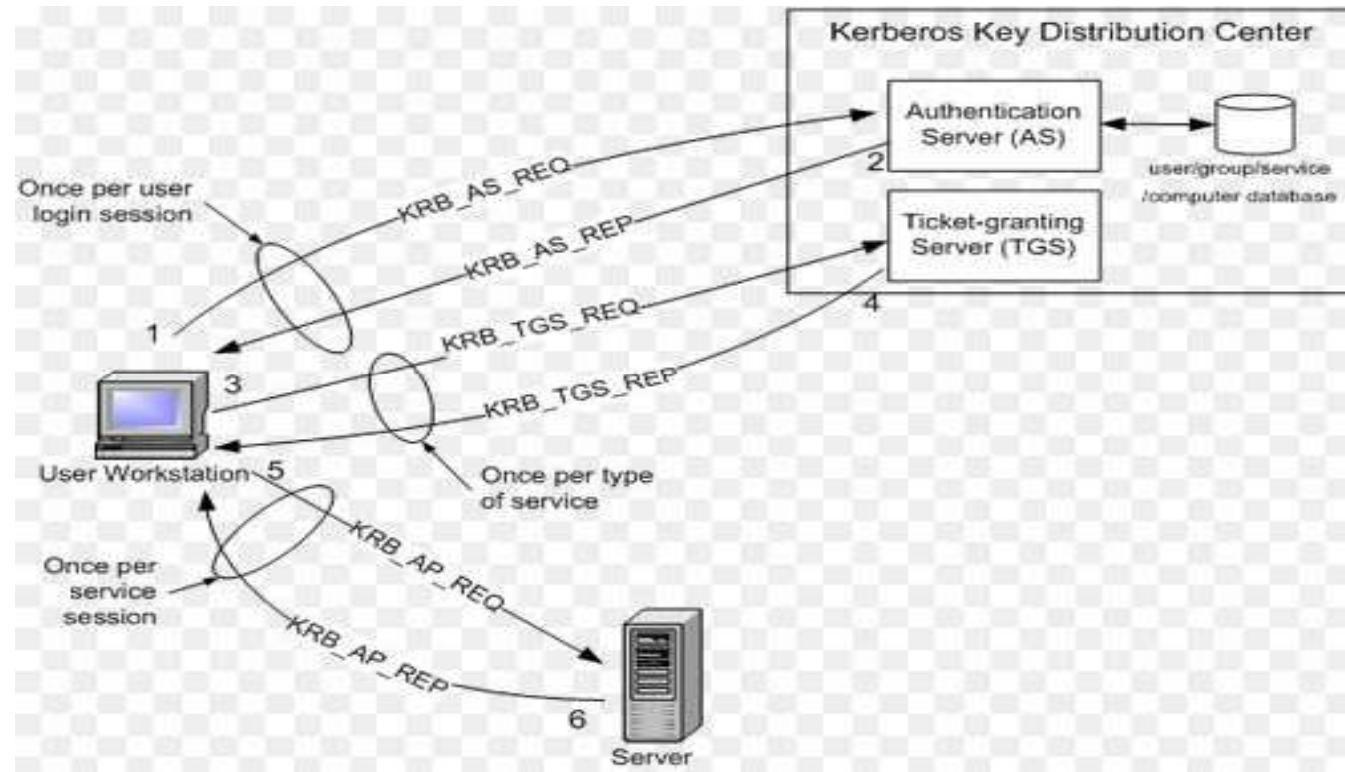 Kerberos Key Distribution Center
Authentication
Server (AS)
2
user/group/service
/computer database
Ticket-granting
Server (TGS)
4
Once per user
login session
KRB_AS_REQ
KRB_AS_REP
1
KRB_TGS_REQ
3
KRB_TGS_REP
User Workstation
5
Once per type
of service
KRB_AP_REQ
Once per
service
session
KRB_AP_REP
6
Server